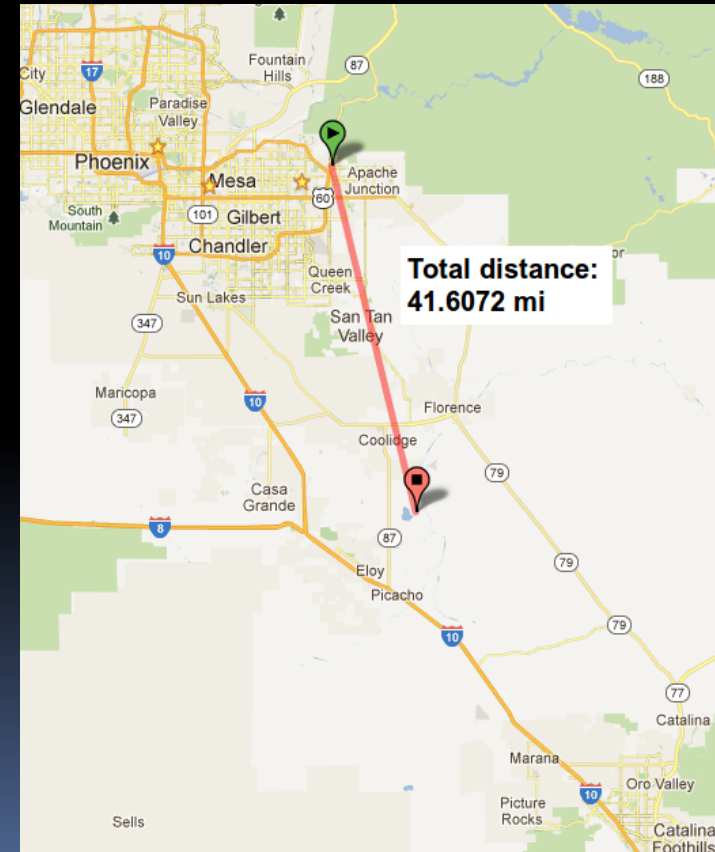 Fountain
Hills
87
188
City
17
Glendale
Paradise
Valley
Phoenix
Mesa
Apache
Junction
60
South
Mountain
101
Gilbert
Chandler
10
Queen
Creek
Total distance:
41.6072 mi
Sun Lakes
347
San Tan
Valley
Maricopa
347
10
Florence
Coolidge
79
Casa
Grande
8
87
Eloy
79
Picacho
10
79
77
Catalina
Marana
10
Oro Valley
Picture
Rocks
Sells
Catalina
Foothills